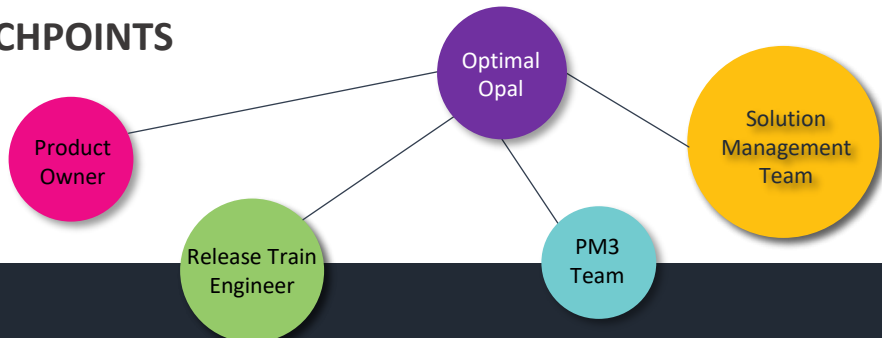 CHPOINTS
Optimal
Opal
Product
Owner
Solution
Management
Team
Release Train
Engineer
PM3
Team